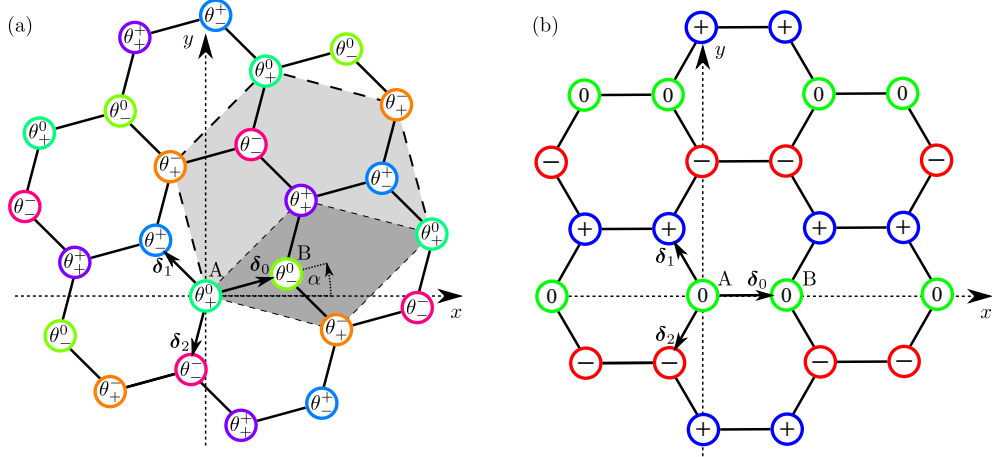 (a)
θ₋⁺
θ₊⁺
y
θ₋⁰
θ₊⁰
θ₊⁻
θ₋⁰
θ₊⁰
θ₋⁻
θ₊⁻
θ₋⁺
θ₊⁺
θ₋⁻
θ₊⁰
θ₋⁺
B
θ₊⁺
δ₁
A
δ₀
θ₋⁰
α
θ₊⁰
θ₋⁻
x
θ₊⁻
θ₋⁰
δ₂
θ₋⁻
θ₊⁻
θ₋⁺
θ₊⁺
(b)
+ +
y
0 0 0 0
− − − −
+ + + +
δ₁
A δ₀ B
0 0 0 0
x
δ₂
− − − −
+ +